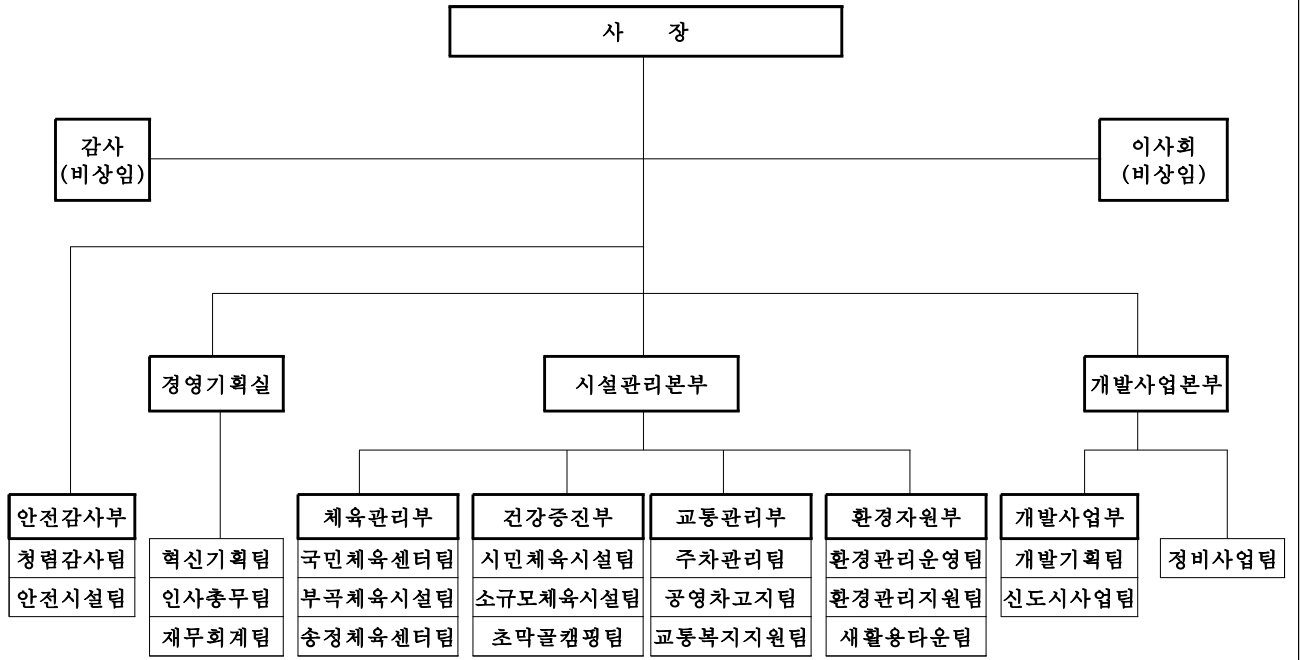 사 장
감사
(비상임)
이사회
(비상임)
경영기획실
시설관리본부
개발사업본부
안전감사부
청렴감사팀
안전시설팀
혁신기획팀
인사총무팀
재무회계팀
체육관리부
국민체육센터팀
부곡체육시설팀
송정체육센터팀
건강증진부
시민체육시설팀
소규모체육시설팀
초막골캠핑팀
교통관리부
주차관리팀
공영차고지팀
교통복지지원팀
환경자원부
환경관리운영팀
환경관리지원팀
새활용타운팀
개발사업부
개발기획팀
신도시사업팀
정비사업팀